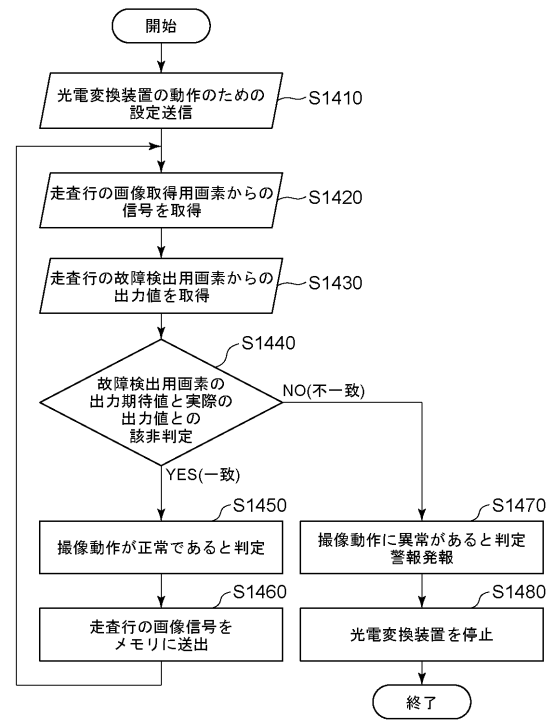 開始
光電変換装置の動作のための
設定送信
S1410
走査行の画像取得用画素からの
信号を取得
S1420
走査行の故障検出用画素からの
出力値を取得
S1430
S1440
故障検出用画素の
出力期待値と実際の
出力値との
該非判定
NO(不一致)
YES(一致)
S1450
撮像動作が正常であると判定
S1470
撮像動作に異常があると判定
警報発報
S1460
走査行の画像信号を
メモリに送出
S1480
光電変換装置を停止
終了